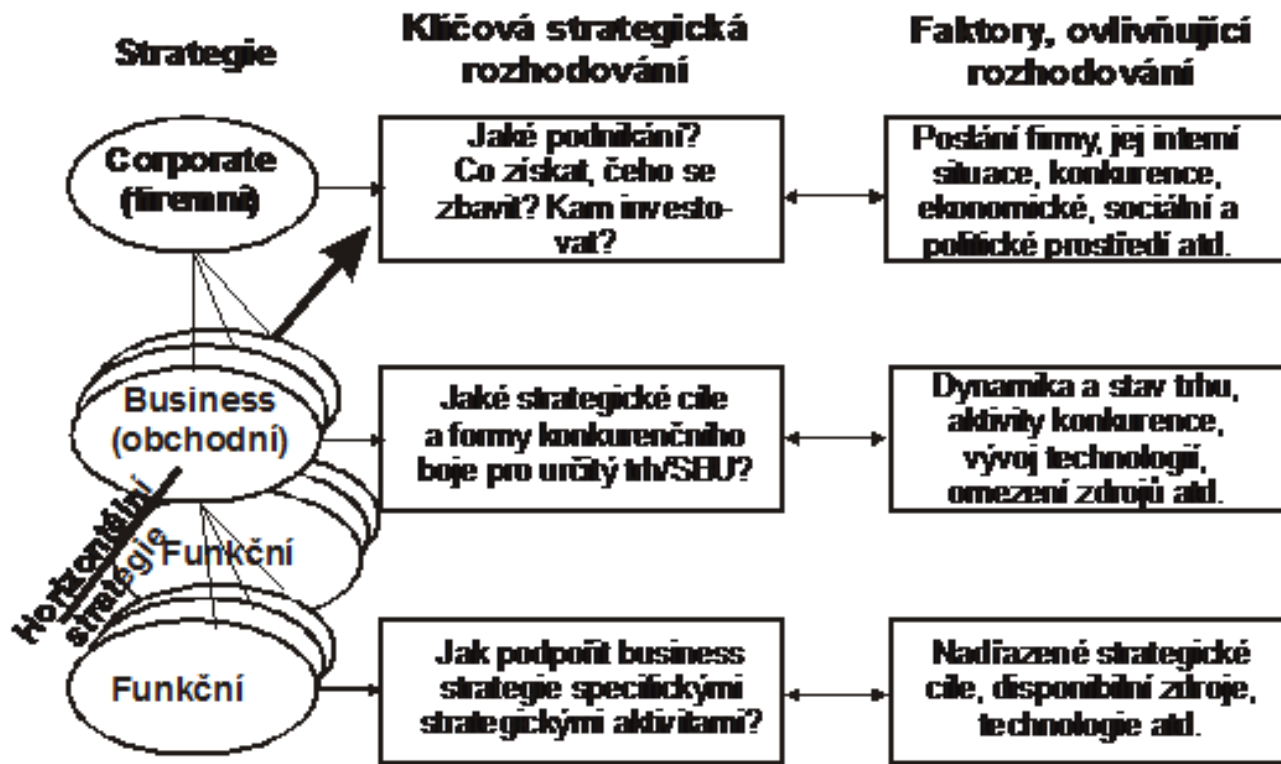 Strategie
Klíčová strategická
rozhodování
Faktory, ovlivňující
rozhodování
Corporate
(firemní)
Jaké podnikání?
Co získat, čeho se
zbavit? Kam investo-
vat?
Poslání firmy, jej interní
situace, konkurence,
ekonomické, sociální a
politické prostředí atd.
Business
(obchodní)
Jaké strategické cíle
a formy konkurenčního
boje pro určitý trh/SBU?
Dynamika a stav trhu,
aktivity konkurence,
vývoj technologií,
omezení zdrojů atd.
Horizontální
strategie
Funkční
Funkční
Jak podpořit business
strategie specifickými
strategickými aktivitami?
Nadřazené strategické
cíle, disponibilní zdroje,
technologie atd.